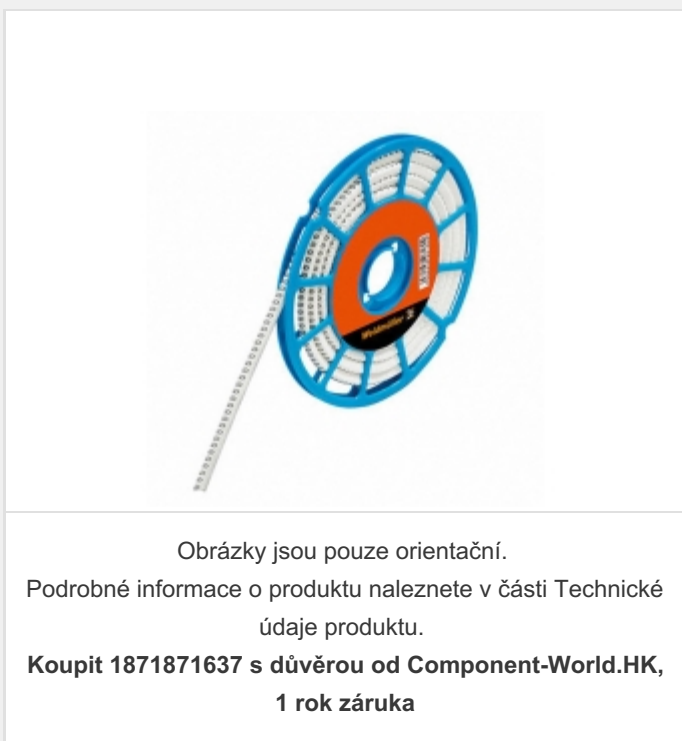 Weidmüller
Obrázky jsou pouze orientační.
Podrobné informace o produktu naleznete v části Technické
údaje produktu.
Koupit 1871871637 s důvěrou od Component-World.HK,
1 rok záruka